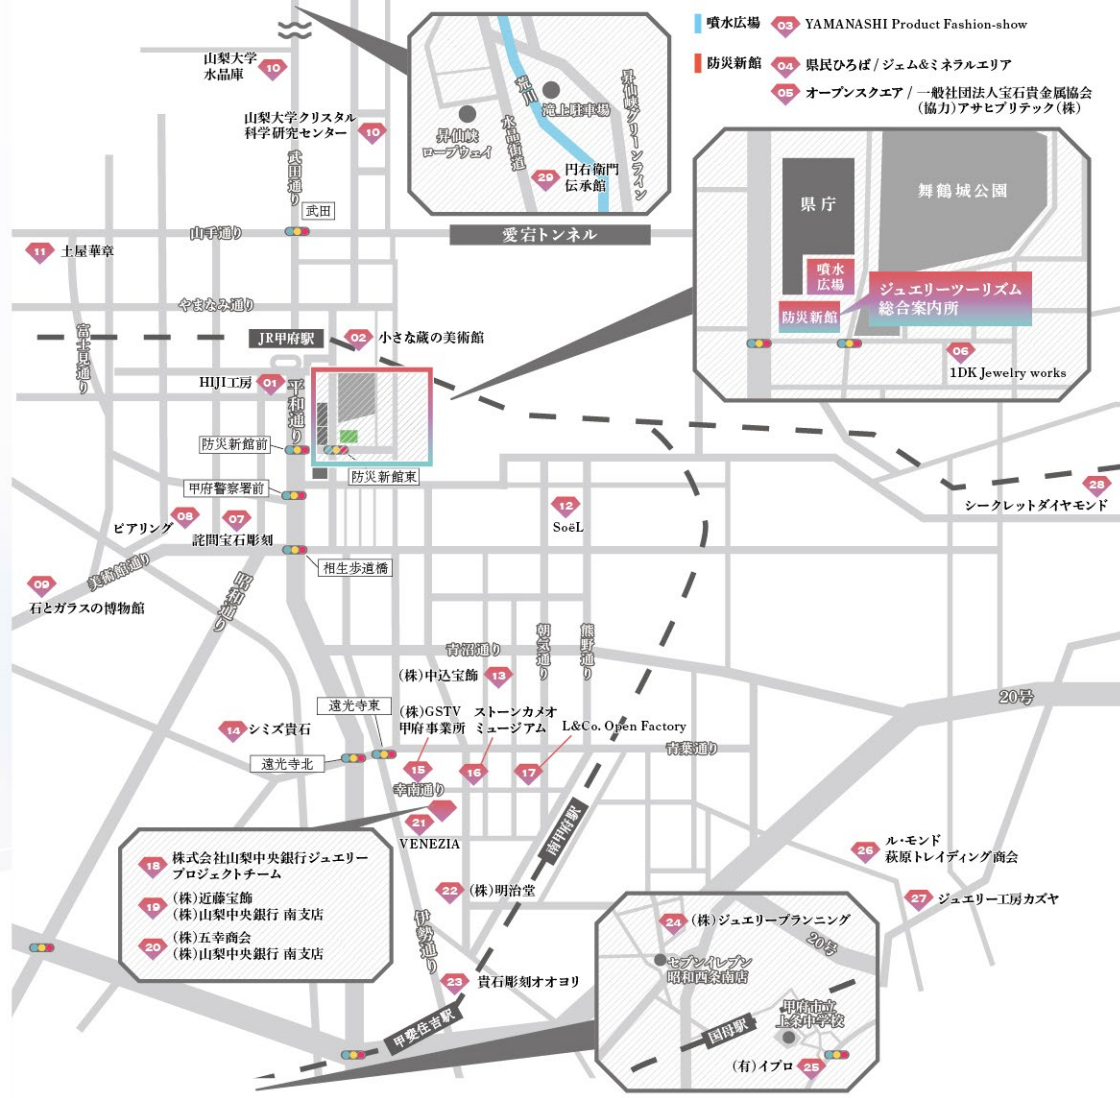 噴水広場
03 YAMANASHI Product Fashion-show
防災新館
04 県民ひろば / ジェム&ミネラルエリア
05 オープンスクエア / 一般社団法人宝石貴金属協会
(協力)アサヒプリテック(株)
山梨大学
水晶庫
10
山梨大学クリスタル
科学研究センター
10
武田通り
武田
山手通り
愛宕トンネル
荒川
水晶街道
滝上駐車場
昇仙峡グリーンライン
昇仙峡
ロープウェイ
29 円右衛門
伝承館
県庁
舞鶴城公園
噴水
広場
防災新館
ジュエリーツーリズム
総合案内所
06
1DK Jewelry works
11 土屋華章
やまなみ通り
富士見通り
JR甲府駅
02 小さな蔵の美術館
HIJI工房 01
平和通り
防災新館前
防災新館東
甲府警察署前
ピアリング 08
07
詫間宝石彫刻
12
SoëL
28
シークレットダイヤモンド
相生歩道橋
美術館通り
昭和通り
09
石とガラスの博物館
青沼通り
朝気通り
熊野通り
(株)中込宝飾 13
遠光寺東
(株)GSTV
甲府事業所
15
ストーンカメオ
ミュージアム
16
L&Co. Open Factory
17
青葉通り
20号
14 シミズ貴石
遠光寺北
幸南通り
21
VENEZIA
南甲府駅
18 株式会社山梨中央銀行ジュエリー
プロジェクトチーム
19 (株)近藤宝飾
(株)山梨中央銀行 南支店
20 (株)五幸商会
(株)山梨中央銀行 南支店
22 (株)明治堂
伊勢通り
23 貴石彫刻オオヨリ
甲斐住吉駅
26 ル・モンド
萩原トレイディング商会
27 ジュエリー工房カズヤ
24 (株)ジュエリープランニング
セブンイレブン
昭和西条南店
20号
甲府市立
上条中学校
国母駅
(有)イプロ 25